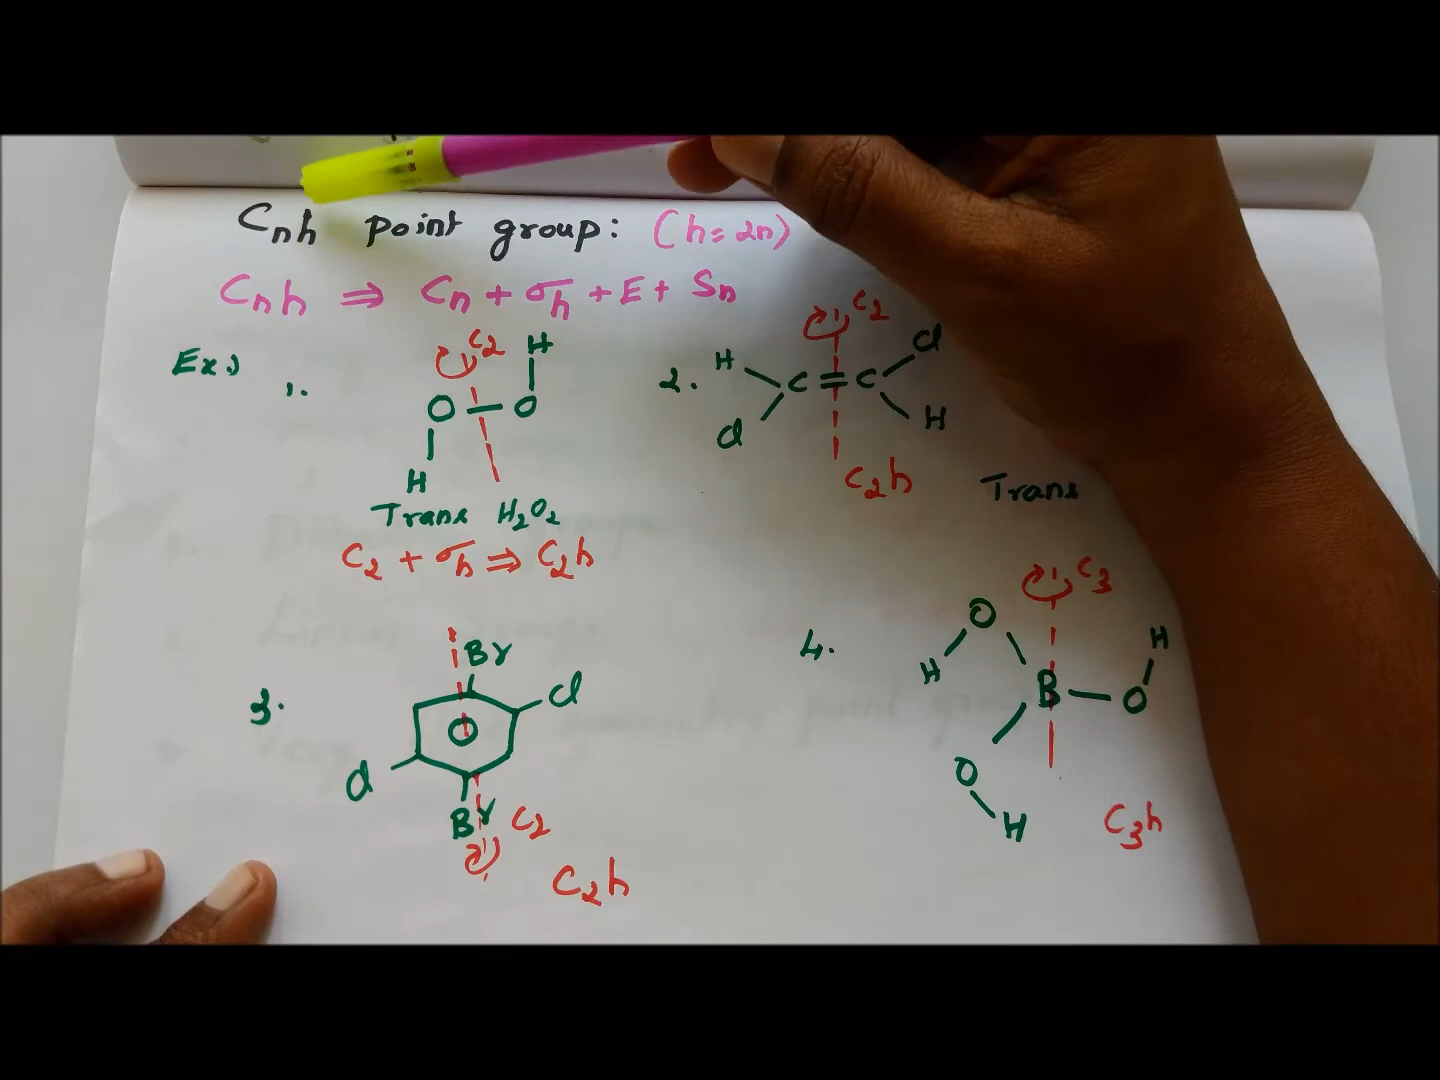 Cnh point group: (h=2n)
Cnh ⇒ Cn + σh + E + Sn
Ex:)
1.
C2
H
O – O
H
Trans H2O2
C2 + σh ⇒ C2h
2.
C2
H
Cl
C = C
Cl
H
C2h
Trans
3.
Br
Cl
Cl
Br
C2
C2h
4.
C3
O
H
H
B – O
O
H
C3h